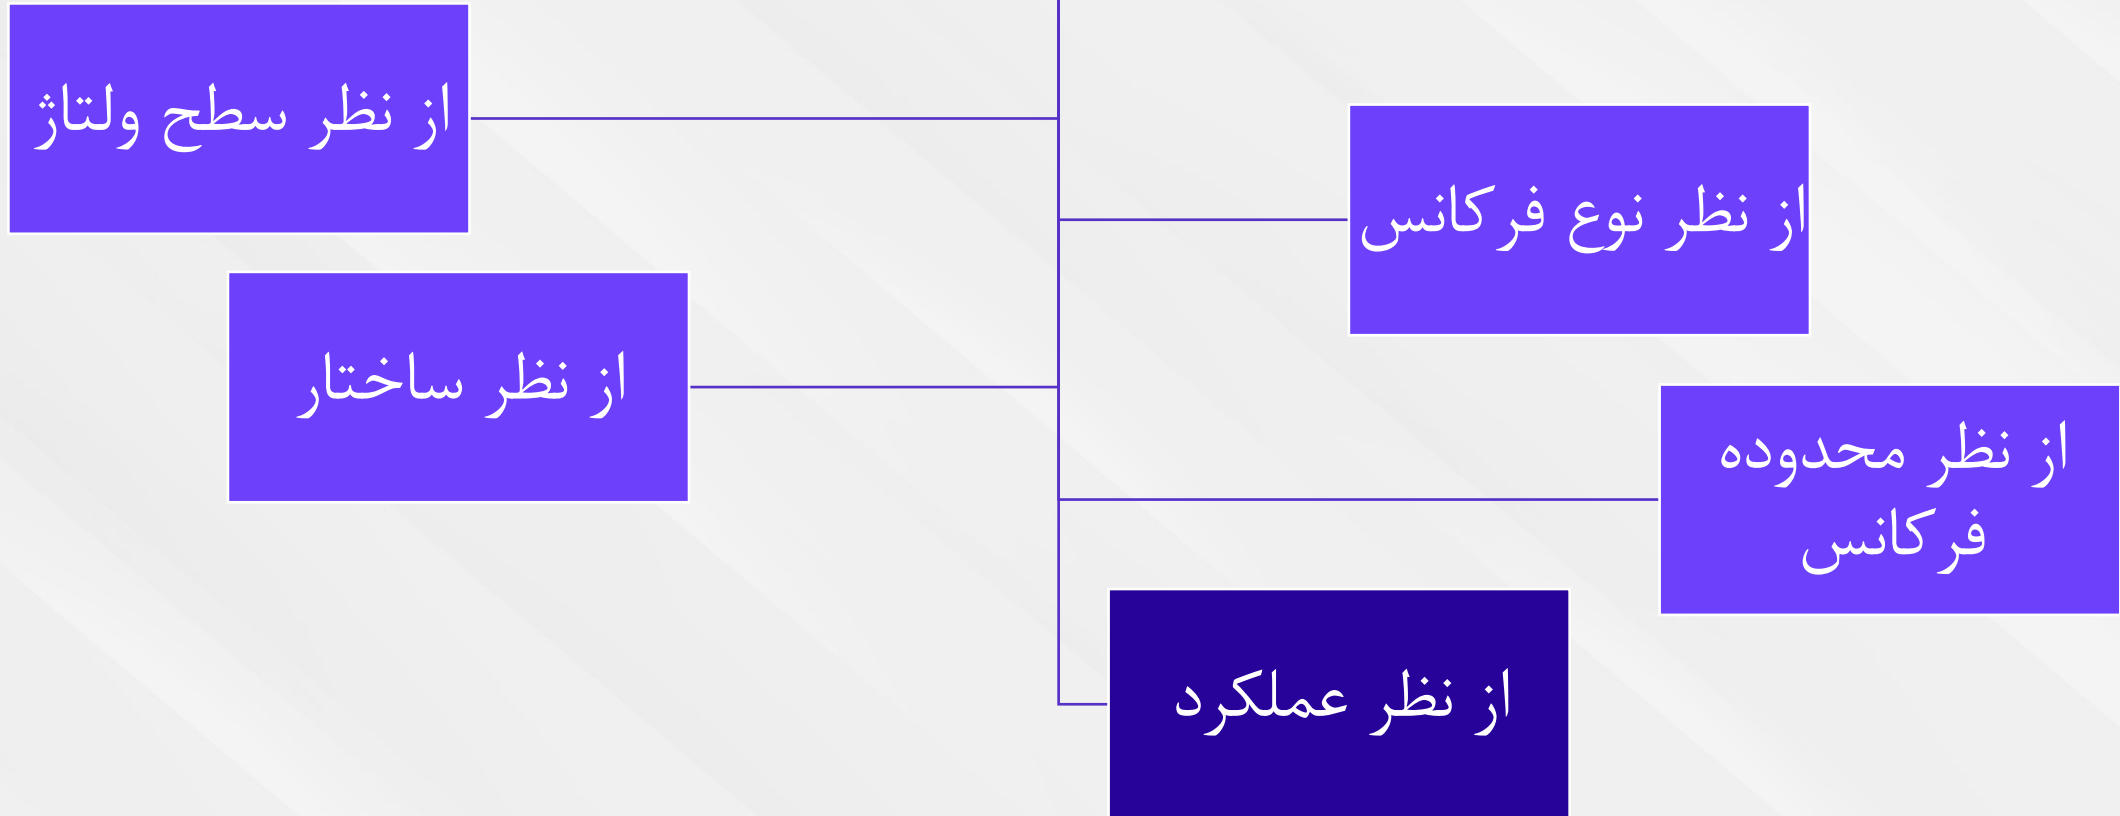 از نظر سطح ولتاژ
از نظر نوع فرکانس
از نظر ساختار
از نظر محدوده
فرکانس
از نظر عملکرد